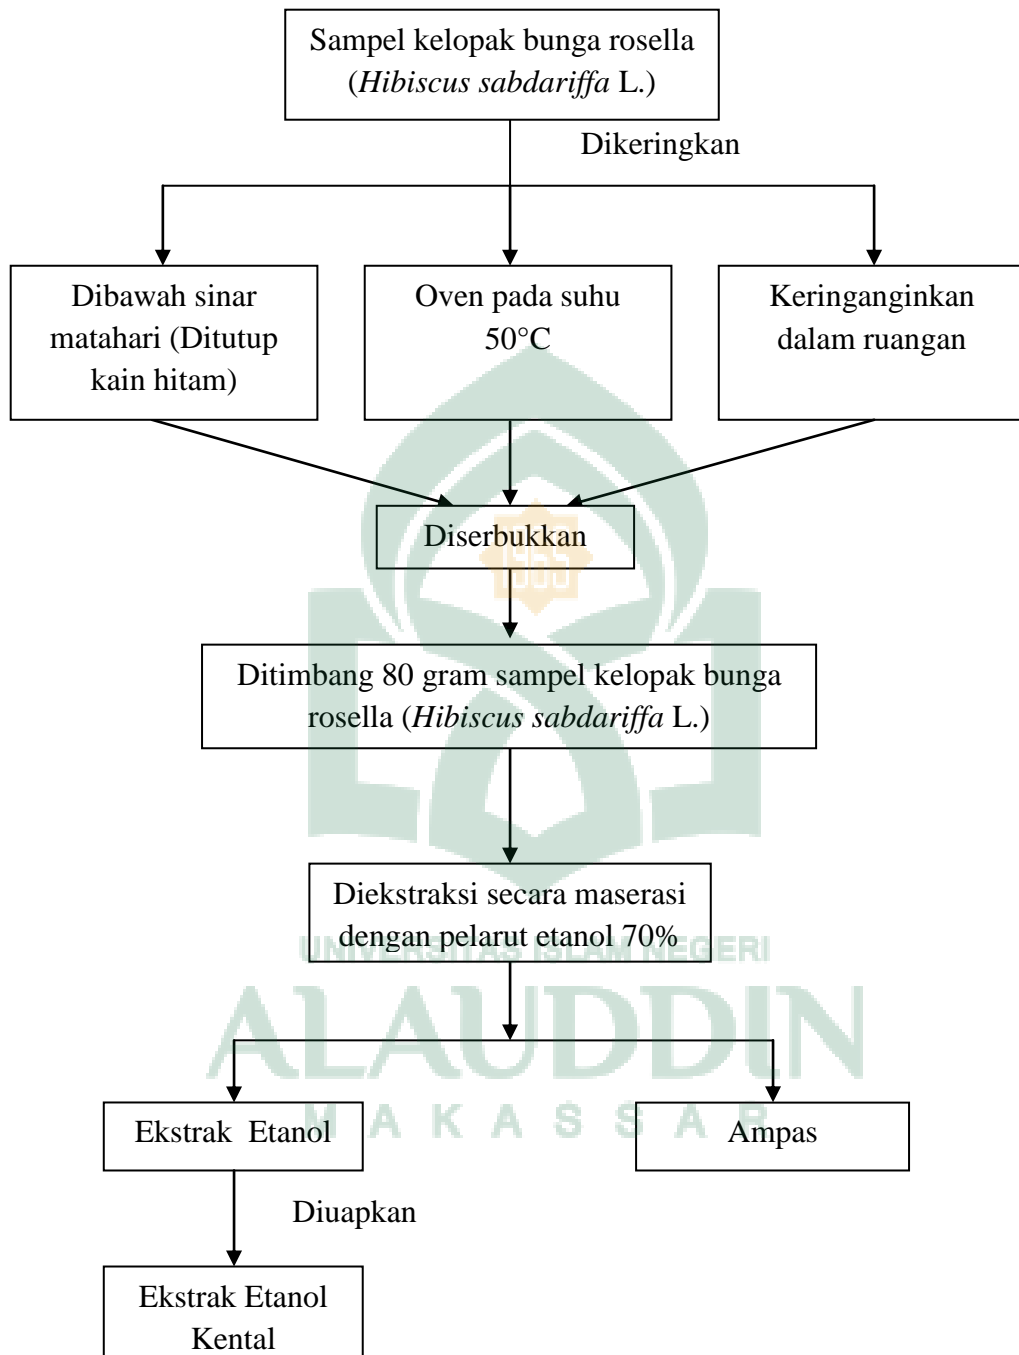 Sampel kelopak bunga rosella
(Hibiscus sabdariffa L.)
Dikeringkan
Dibawah sinar
matahari (Ditutup
kain hitam)
Oven pada suhu
50°C
Keringanginkan
dalam ruangan
Diserbukkan
1965
Ditimbang 80 gram sampel kelopak bunga
rosella (Hibiscus sabdariffa L.)
Diekstraksi secara maserasi
dengan pelarut etanol 70%
UNIVERSITAS ISLAM NEGERI
ALAUDDIN
MAKASSAR
Ekstrak  Etanol
Ampas
Diuapkan
Ekstrak Etanol
Kental